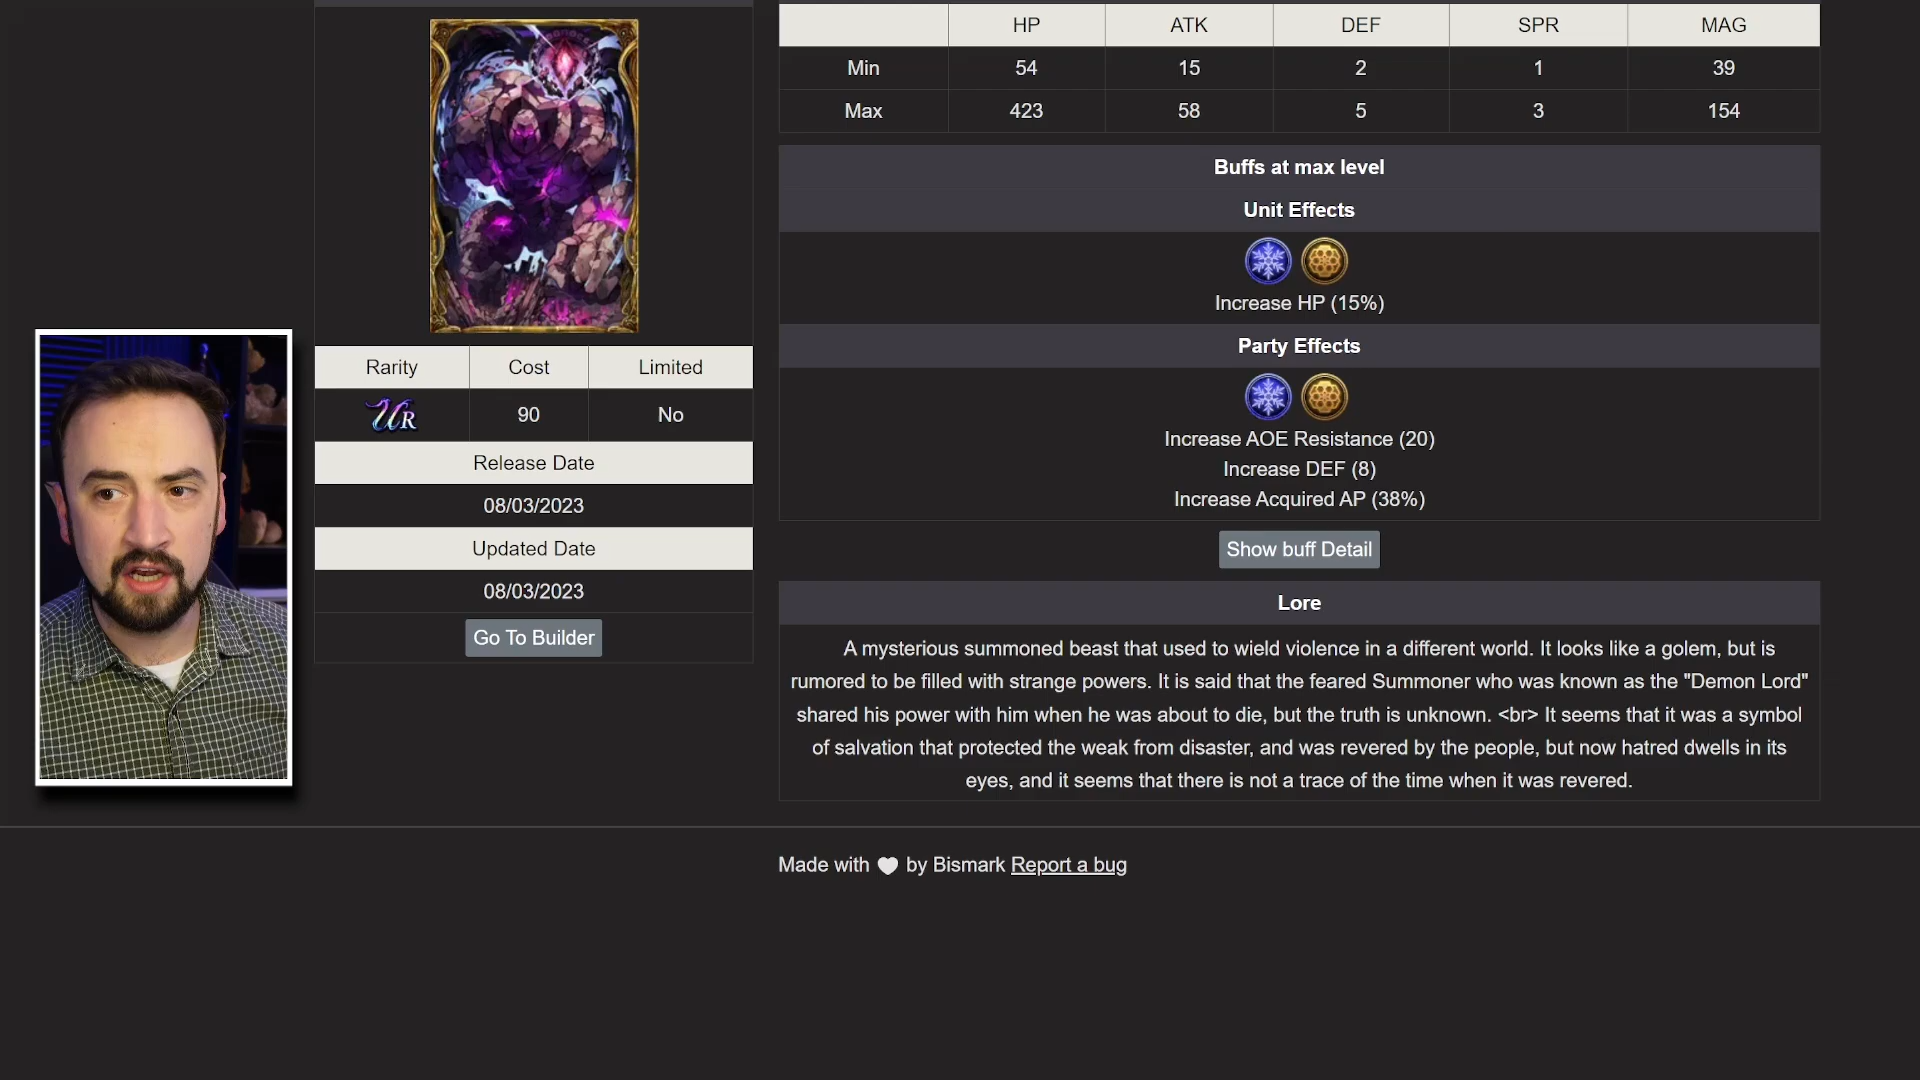 HP ATK DEF SPR MAG
Min 54 15 2 1 39
Max 423 58 5 3 154
Buffs at max level
Unit Effects
Increase HP (15%)
Party Effects
Increase AOE Resistance (20)
Increase DEF (8)
Increase Acquired AP (38%)
Show buff Detail
Lore
A mysterious summoned beast that used to wield violence in a different world. It looks like a golem, but is
rumored to be filled with strange powers. It is said that the feared Summoner who was known as the "Demon Lord"
shared his power with him when he was about to die, but the truth is unknown. <br> It seems that it was a symbol
of salvation that protected the weak from disaster, and was revered by the people, but now hatred dwells in its
eyes, and it seems that there is not a trace of the time when it was revered.
Rarity Cost Limited
UR 90 No
Release Date
08/03/2023
Updated Date
08/03/2023
Go To Builder
Made with by Bismark Report a bug